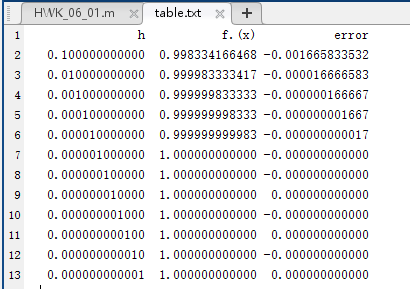 HWK_06_01.m × table.txt × +
1 h f.(x) error
2 0.100000000000 0.998334166468 -0.001665833532
3 0.010000000000 0.999983333417 -0.000016666583
4 0.001000000000 0.999999833333 -0.000000166667
5 0.000100000000 0.999999998333 -0.000000001667
6 0.000010000000 0.999999999983 -0.000000000017
7 0.000001000000 1.000000000000 -0.000000000000
8 0.000000100000 1.000000000000 -0.000000000000
9 0.000000010000 1.000000000000 0.000000000000
10 0.000000001000 1.000000000000 -0.000000000000
11 0.000000000100 1.000000000000 0.000000000000
12 0.000000000010 1.000000000000 -0.000000000000
13 0.000000000001 1.000000000000 0.000000000000